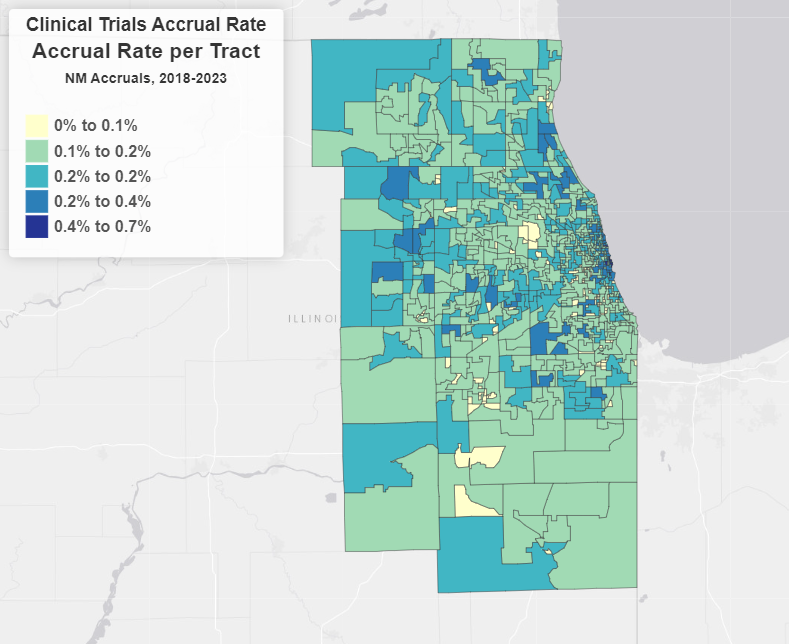 Clinical Trials Accrual Rate
Accrual Rate per Tract
NM Accruals, 2018-2023
0% to 0.1%
0.1% to 0.2%
0.2% to 0.2%
0.2% to 0.4%
0.4% to 0.7%
ILLINOI